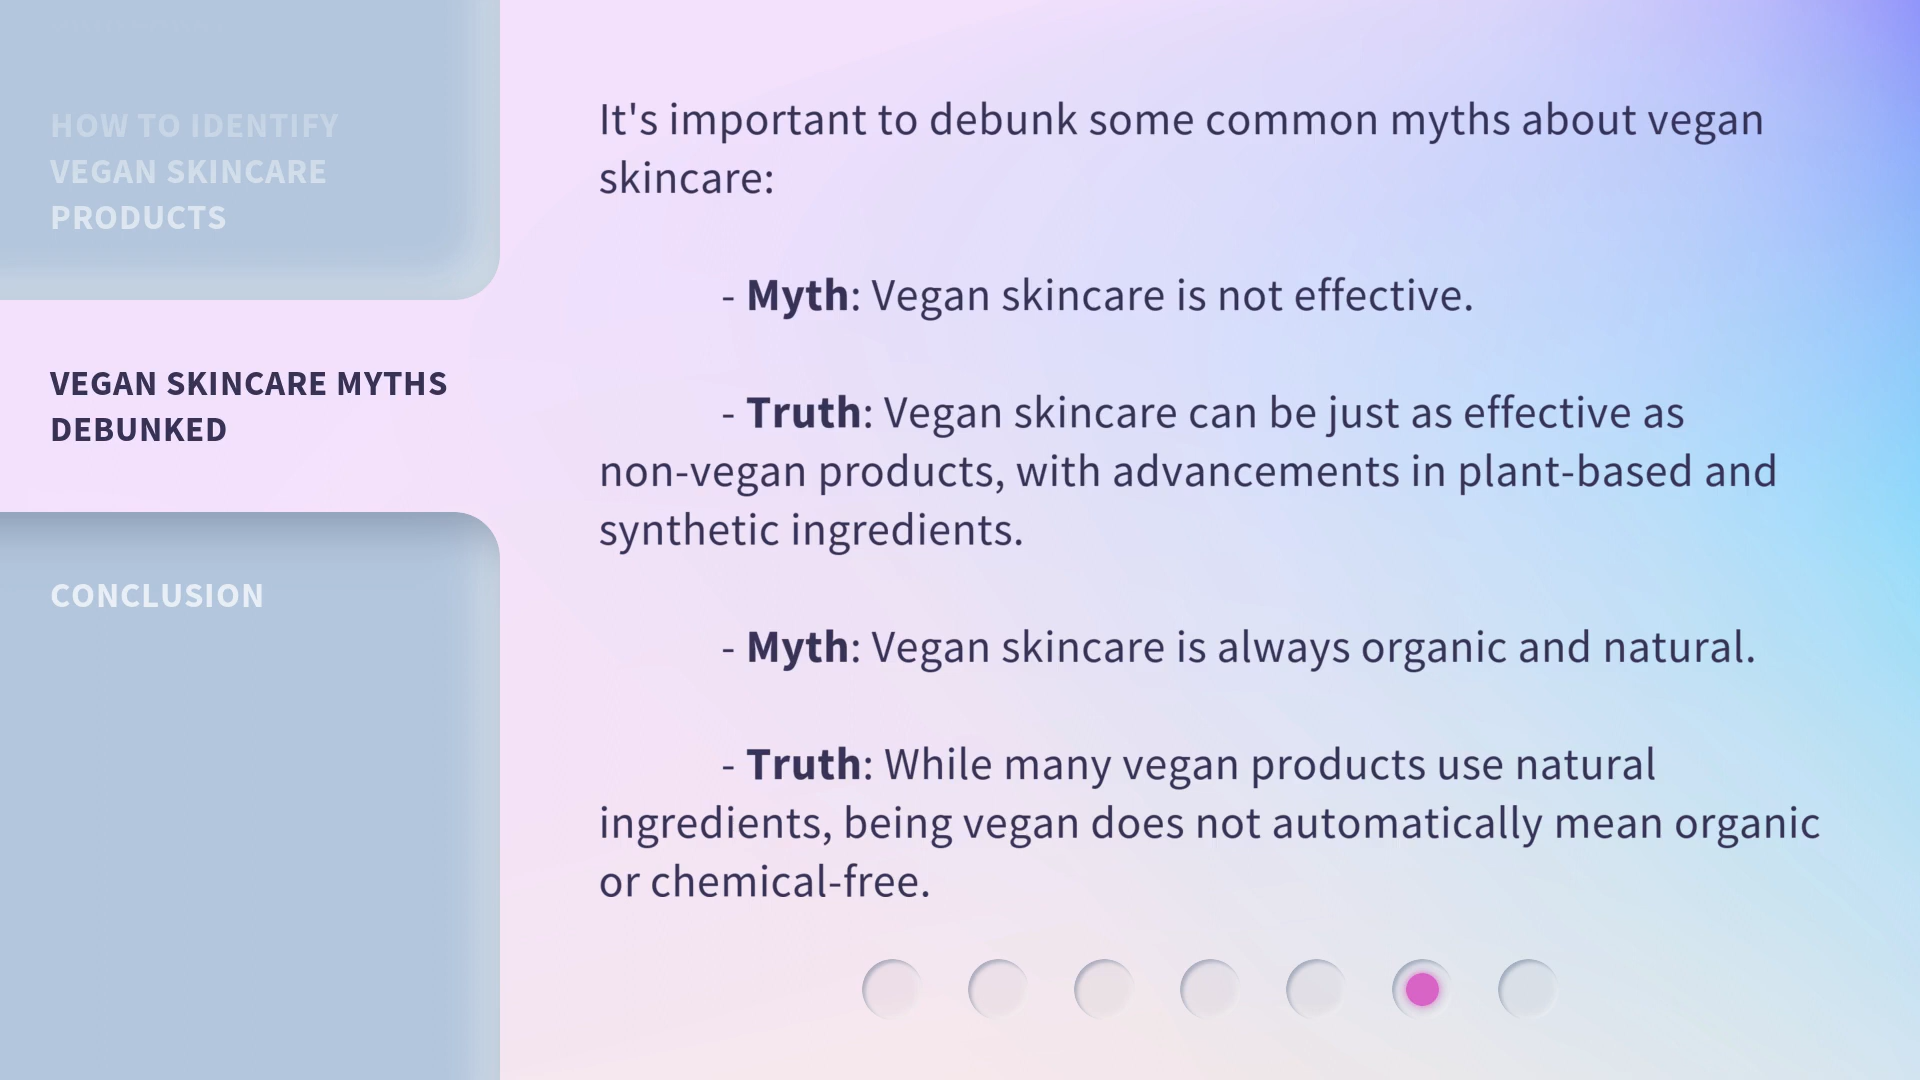 HOW TO IDENTIFY
VEGAN SKINCARE
PRODUCTS
VEGAN SKINCARE MYTHS
DEBUNKED
CONCLUSION
It's important to debunk some common myths about vegan
skincare:
- Myth: Vegan skincare is not effective.
- Truth: Vegan skincare can be just as effective as
non-vegan products, with advancements in plant-based and
synthetic ingredients.
- Myth: Vegan skincare is always organic and natural.
- Truth: While many vegan products use natural
ingredients, being vegan does not automatically mean organic
or chemical-free.